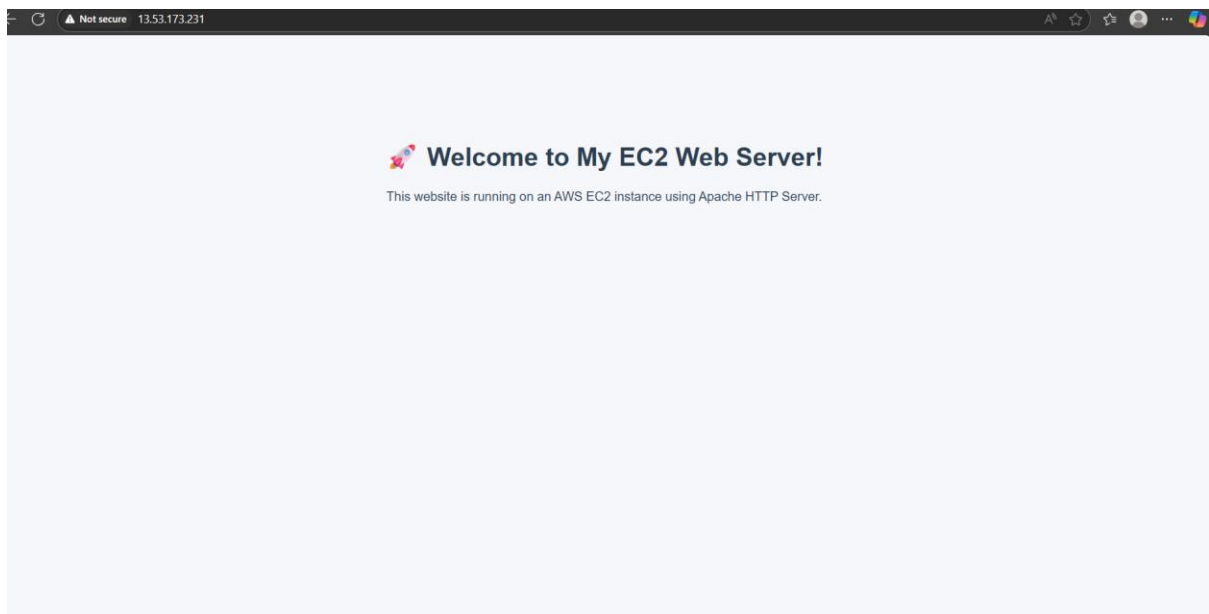 Not secure 13.53.173.231
🚀 Welcome to My EC2 Web Server!
This website is running on an AWS EC2 instance using Apache HTTP Server.